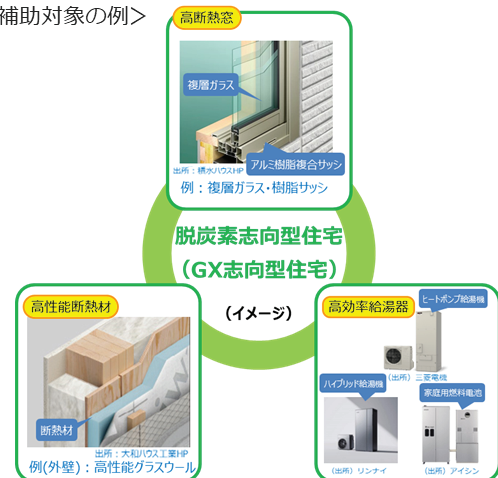 補助対象の例＞
高断熱窓
複層ガラス
アルミ樹脂複合サッシ
出所：積水ハウスHP
例：複層ガラス・樹脂サッシ
脱炭素志向型住宅
（GX志向型住宅）
（イメージ）
高性能断熱材
断熱材
出所：大和ハウス工業HP
例(外壁)：高性能グラスウール
高効率給湯器
ヒートポンプ給湯機
（出所）三菱電機
ハイブリッド給湯機
家庭用燃料電池
（出所）リンナイ
（出所）アイシン